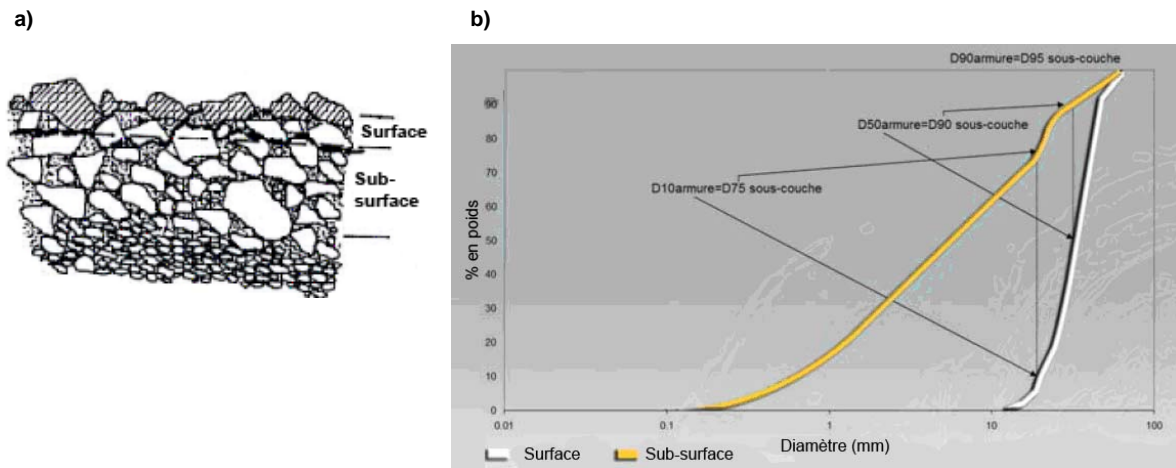 a)
b)
Surface
Sub-
surface
D90armure=D95 sous-couche
D50armure=D90 sous-couche
D10armure=D75 sous-couche
% en poids
90
80
70
60
50
40
30
20
10
0
0.01
0.1
1
10
100
Diamètre (mm)
Surface
Sub-surface